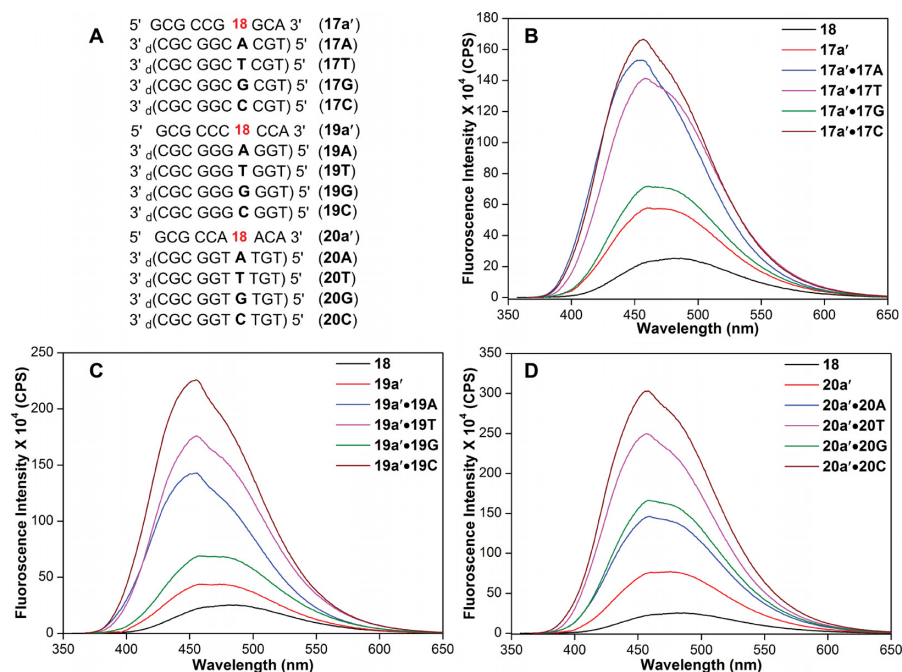 A
5' GCG CCG 18 GCA 3' (17a′)
3' d(CGC GGC A CGT) 5' (17A)
3' d(CGC GGC T CGT) 5' (17T)
3' d(CGC GGC G CGT) 5' (17G)
3' d(CGC GGC C CGT) 5' (17C)
5' GCG CCC 18 CCA 3' (19a′)
3' d(CGC GGG A GGT) 5' (19A)
3' d(CGC GGG T GGT) 5' (19T)
3' d(CGC GGG G GGT) 5' (19G)
3' d(CGC GGG C GGT) 5' (19C)
5' GCG CCA 18 ACA 3' (20a′)
3' d(CGC GGT A TGT) 5' (20A)
3' d(CGC GGT T TGT) 5' (20T)
3' d(CGC GGT G TGT) 5' (20G)
3' d(CGC GGT C TGT) 5' (20C)
B
18
17a′
17a′•17A
17a′•17T
17a′•17G
17a′•17C
Fluorescence Intensity X 10⁴ (CPS)
180
160
140
120
100
80
60
40
20
0
350 400 450 500 550 600 650
Wavelength (nm)
C
18
19a′
19a′•19A
19a′•19T
19a′•19G
19a′•19C
Fluorescence Intensity X 10⁴ (CPS)
250
200
150
100
50
0
350 400 450 500 550 600 650
Wavelength (nm)
D
18
20a′
20a′•20A
20a′•20T
20a′•20G
20a′•20C
Fluorescence Intensity X 10⁴ (CPS)
350
300
250
200
150
100
50
0
350 400 450 500 550 600 650
Wavelength (nm)